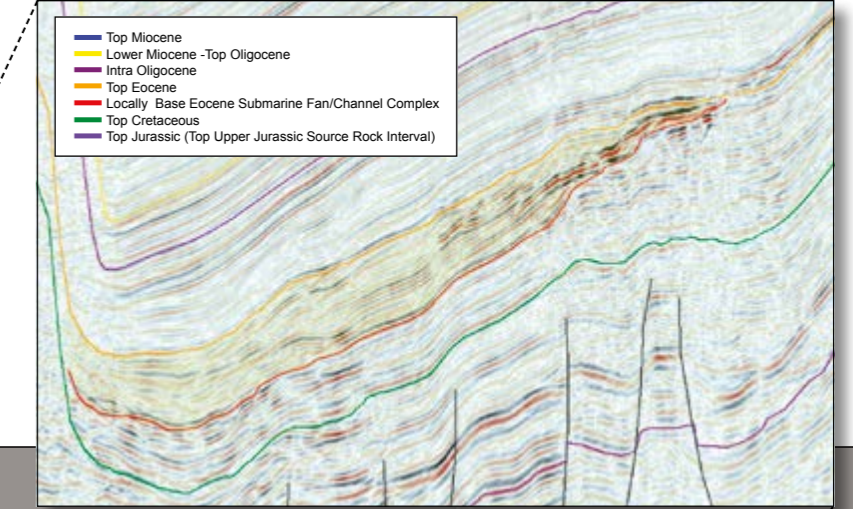 Top Miocene
Lower Miocene -Top Oligocene
Intra Oligocene
Top Eocene
Locally  Base Eocene Submarine Fan/Channel Complex
Top Cretaceous
Top Jurassic (Top Upper Jurassic Source Rock Interval)